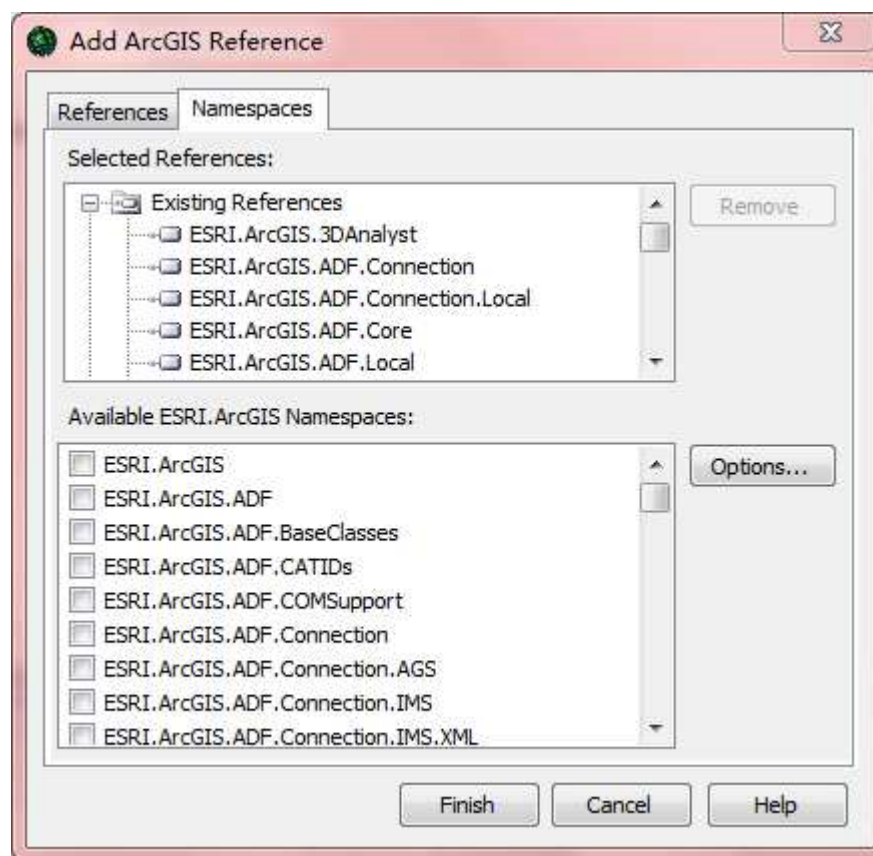 Add ArcGIS Reference
References Namespaces
Selected References:
Existing References
Remove
ESRI.ArcGIS.3DAnalyst
ESRI.ArcGIS.ADF.Connection
ESRI.ArcGIS.ADF.Connection.Local
ESRI.ArcGIS.ADF.Core
ESRI.ArcGIS.ADF.Local
Available ESRI.ArcGIS Namespaces:
ESRI.ArcGIS
Options...
ESRI.ArcGIS.ADF
ESRI.ArcGIS.ADF.BaseClasses
ESRI.ArcGIS.ADF.CATIDs
ESRI.ArcGIS.ADF.COMSupport
ESRI.ArcGIS.ADF.Connection
ESRI.ArcGIS.ADF.Connection.AGS
ESRI.ArcGIS.ADF.Connection.IMS
ESRI.ArcGIS.ADF.Connection.IMS.XML
Finish Cancel Help